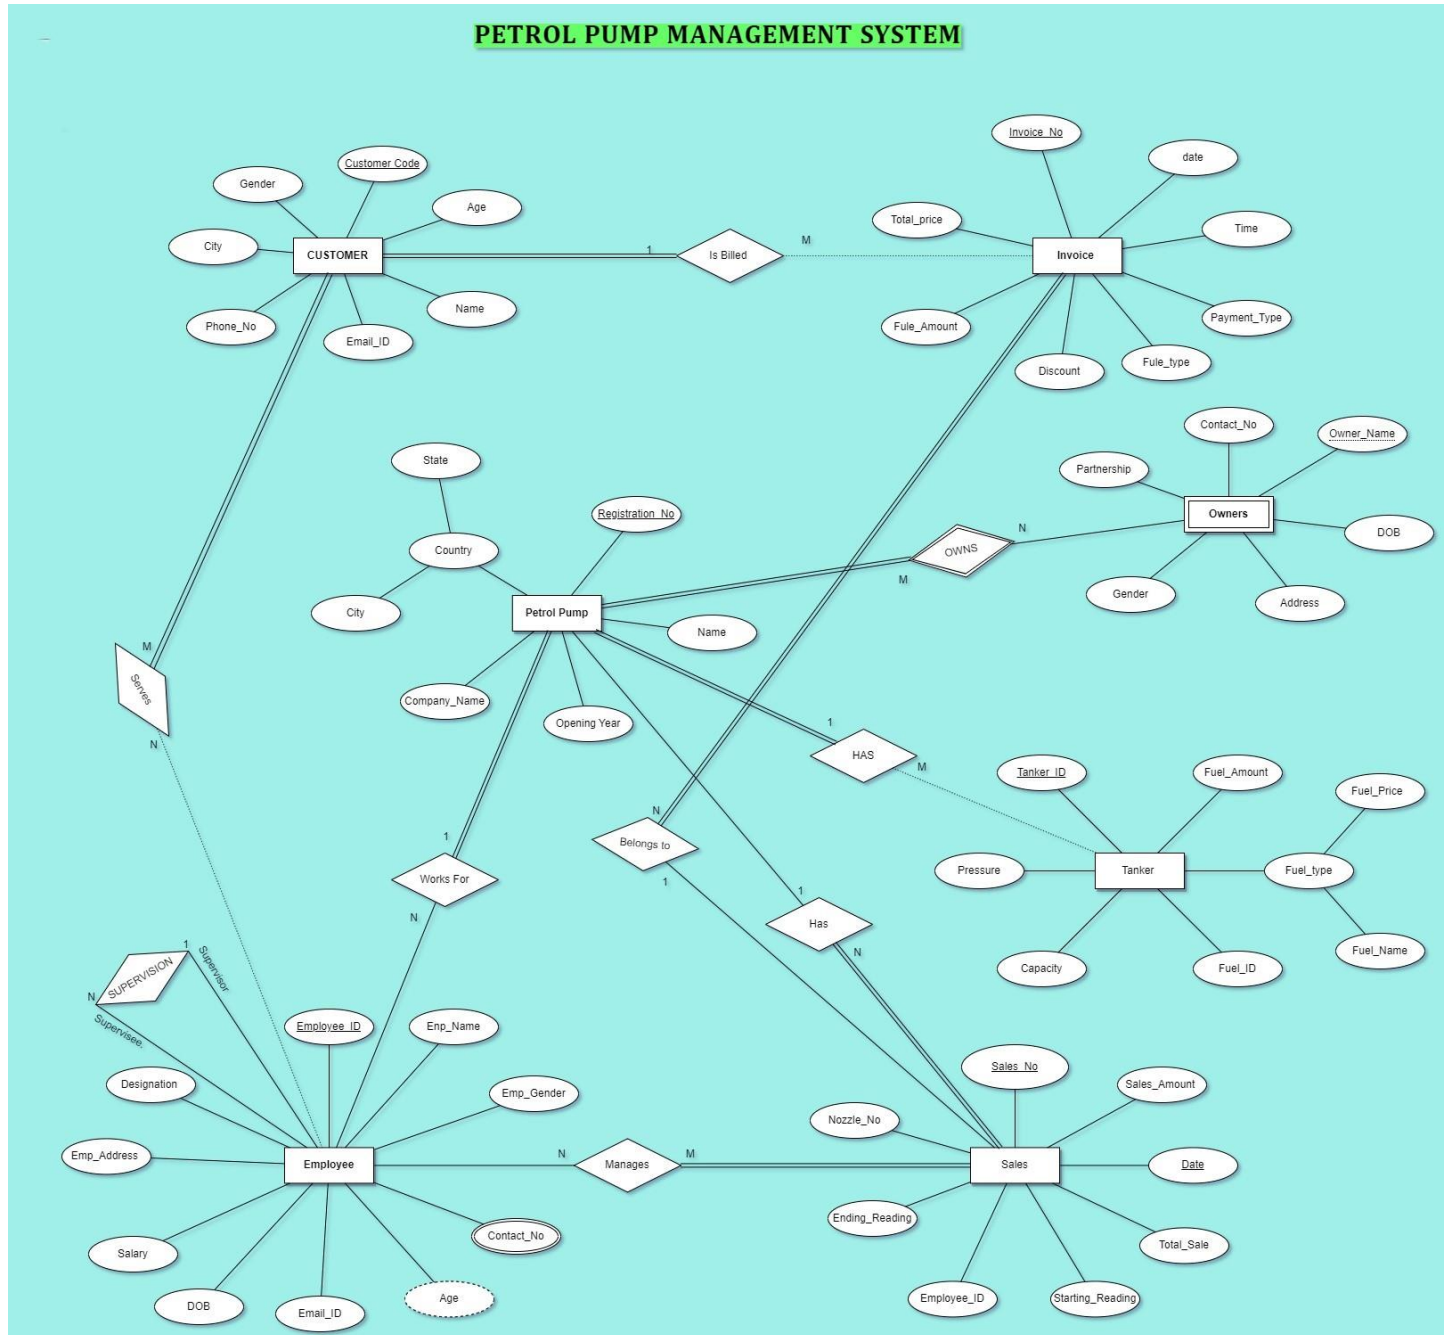 PETROL PUMP MANAGEMENT SYSTEM
Invoice_No
date
Customer Code
Gender
Age
Total_price
Time
City
CUSTOMER
1
Is Billed
M
Invoice
Name
Phone_No
Email_ID
Fule_Amount
Payment_Type
Discount
Fule_type
Contact_No
Owner_Name
State
Partnership
Registration_No
Owners
N
DOB
Country
OWNS
M
City
Petrol Pump
Gender
Address
Name
M
Serves
N
Company_Name
Opening Year
1
HAS
M
Tanker_ID
Fuel_Amount
Fuel_Price
N
Belongs to
1
1
Works For
N
Pressure
Tanker
Fuel_type
1
Has
N
Capacity
Fuel_ID
Fuel_Name
1
SUPERVISION
Supervisor
N
Supervisee.
Employee_ID
Enp_Name
Designation
Emp_Gender
Sales_No
Sales_Amount
Nozzle_No
Emp_Address
Employee
N
Manages
M
Sales
Date
Contact_No
Ending_Reading
Salary
Total_Sale
DOB
Email_ID
Age
Employee_ID
Starting_Reading